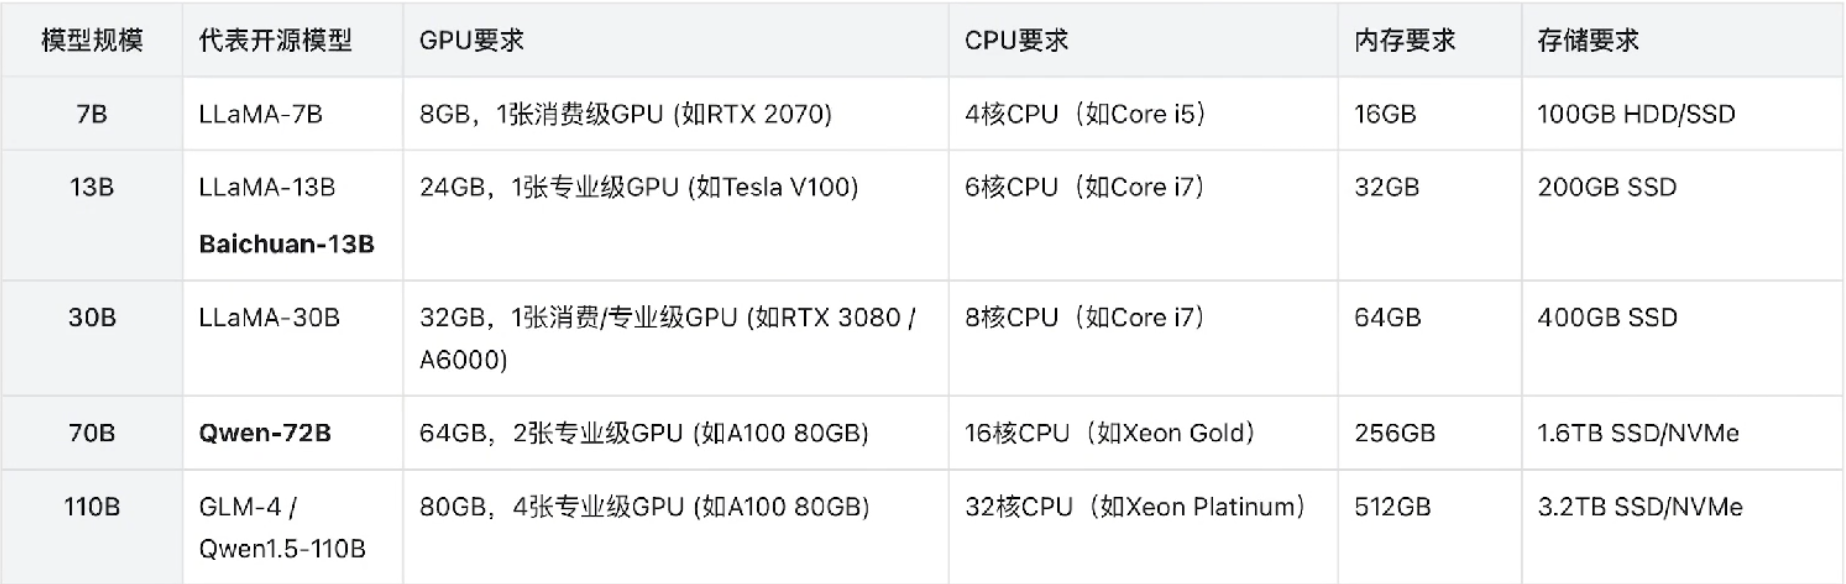 模型规模 代表开源模型 GPU要求 CPU要求 内存要求 存储要求
7B LLaMA-7B 8GB，1张消费级GPU (如RTX 2070) 4核CPU（如Core i5） 16GB 100GB HDD/SSD
13B LLaMA-13B 24GB，1张专业级GPU (如Tesla V100) 6核CPU（如Core i7） 32GB 200GB SSD
Baichuan-13B
30B LLaMA-30B 32GB，1张消费/专业级GPU (如RTX 3080 / 8核CPU（如Core i7） 64GB 400GB SSD
A6000)
70B Qwen-72B 64GB，2张专业级GPU (如A100 80GB) 16核CPU（如Xeon Gold） 256GB 1.6TB SSD/NVMe
110B GLM-4 / 80GB，4张专业级GPU (如A100 80GB) 32核CPU（如Xeon Platinum） 512GB 3.2TB SSD/NVMe
Qwen1.5-110B